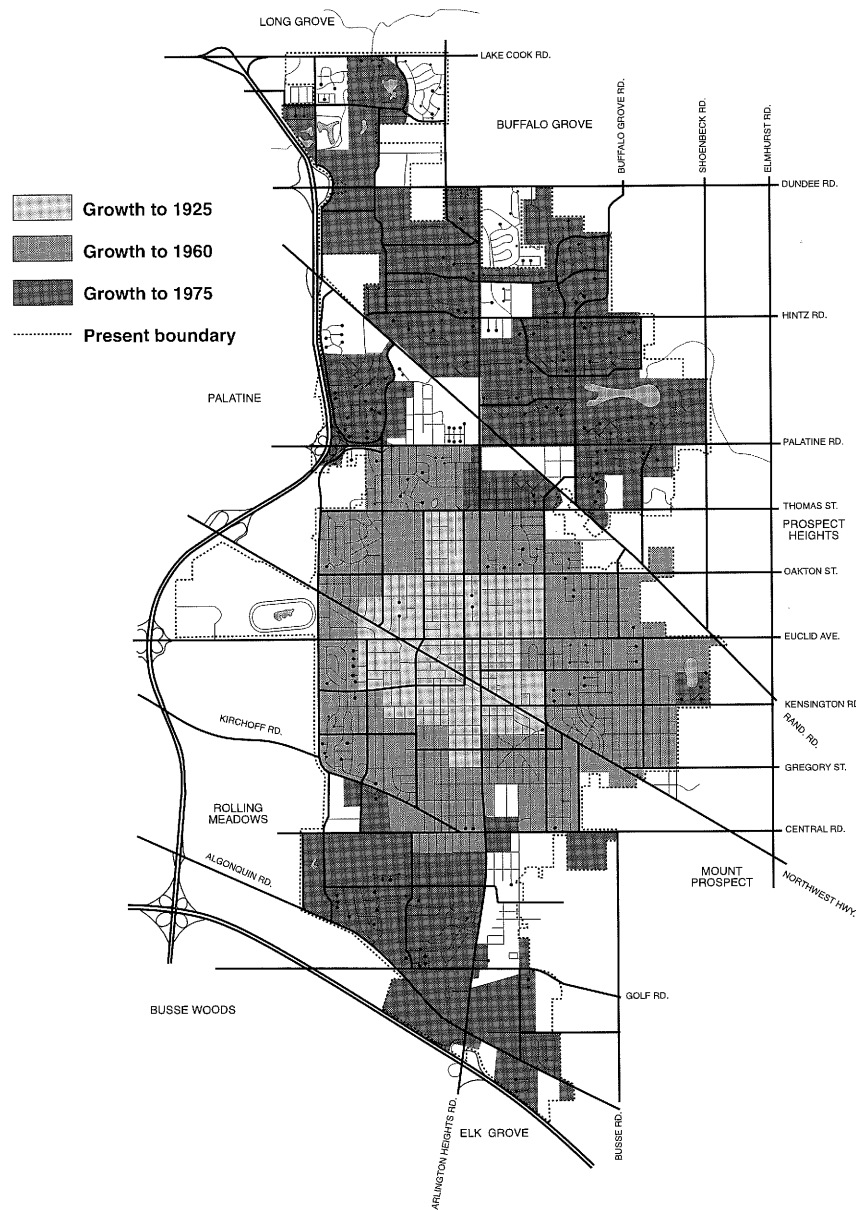 LONG GROVE
LAKE COOK RD.
BUFFALO GROVE
BUFFALO GROVE RD.
SHOENBECK RD.
ELMHURST RD.
DUNDEE RD.
Growth to 1925
Growth to 1960
Growth to 1975
Present boundary
HINTZ RD.
PALATINE
PALATINE RD.
THOMAS ST.
PROSPECT
HEIGHTS
OAKTON ST.
EUCLID AVE.
KENSINGTON RD
RAND. RD.
KIRCHOFF RD.
GREGORY ST.
ROLLING
MEADOWS
CENTRAL RD.
ALGONQUIN RD.
MOUNT
PROSPECT
NORTHWEST HWY.
GOLF RD.
BUSSE WOODS
ARLINGTON HEIGHTS RD.
ELK GROVE
BUSSE RD.